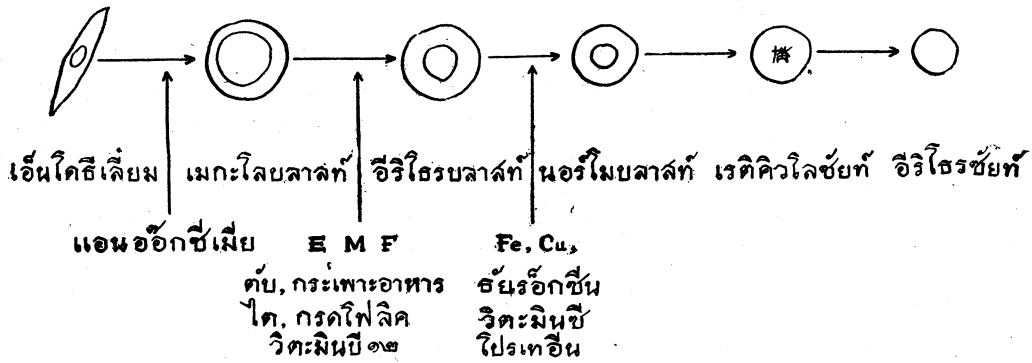 เอ็นโดธีเลี่ยม เมกะโลบลาสท์ อีริโธรบลาสท์ นอร์โมบลาสท์ เรติคิวโลซัยท์ อีริโธรซัยท์
แอนอ๊อกซีเมีย E M F Fe, Cu,
ตับ, กระเพาะอาหาร ธัยร็อกซีน
ไต, กรดโฟลิค วิตะมินซี
วิตะมินบี ๑๒ โปรเทอีน